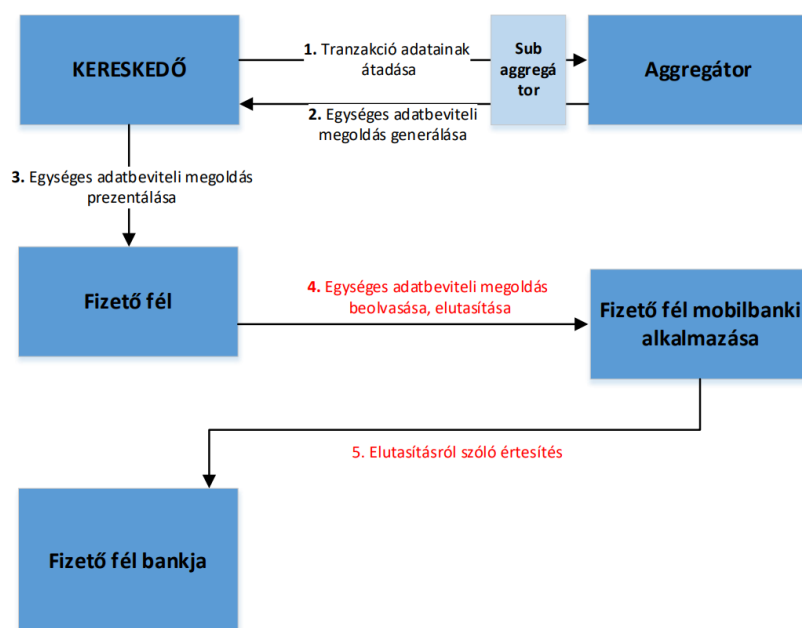 KERESKEDŐ
1. Tranzakció adatainak
átadása
Sub
aggregá
tor
Aggregátor
2. Egységes adatbeviteli
megoldás generálása
3. Egységes adatbeviteli megoldás
prezentálása
Fizető fél
4. Egységes adatbeviteli megoldás
beolvasása, elutasítása
Fizető fél mobilbanki
alkalmazása
5. Elutasításról szóló értesítés
Fizető fél bankja